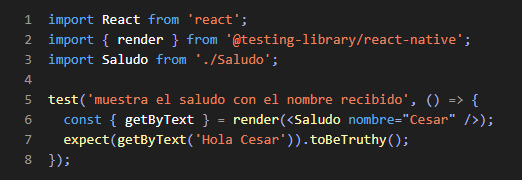 1 import React from 'react';
2 import { render } from '@testing-library/react-native';
3 import Saludo from './Saludo';
4
5 test('muestra el saludo con el nombre recibido', () => {
6   const { getByText } = render(<Saludo nombre="Cesar" />);
7   expect(getByText('Hola Cesar')).toBeTruthy();
8 });